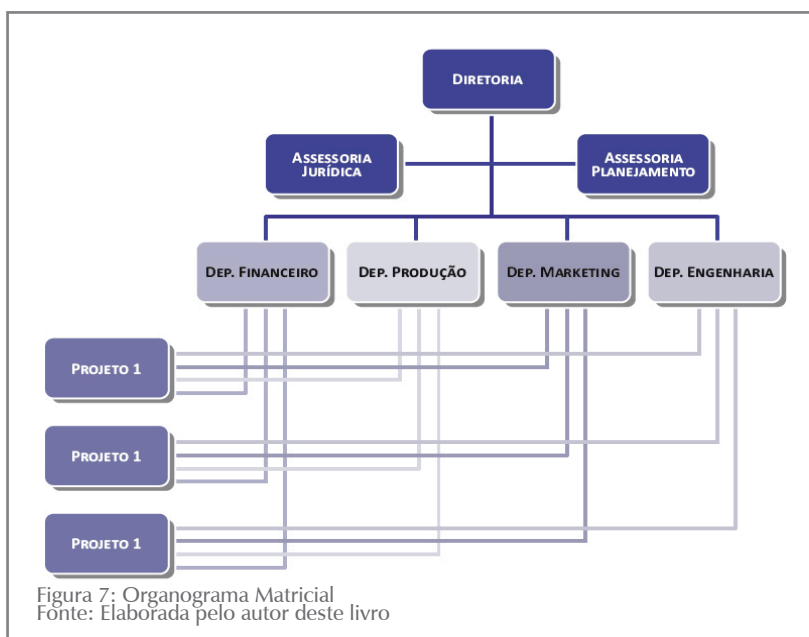 DIRETORIA
ASSESSORIA
JURÍDICA
ASSESSORIA
PLANEJAMENTO
DEP. FINANCEIRO
DEP. PRODUÇÃO
DEP. MARKETING
DEP. ENGENHARIA
PROJETO 1
PROJETO 1
PROJETO 1
Figura 7: Organograma Matricial
Fonte: Elaborada pelo autor deste livro